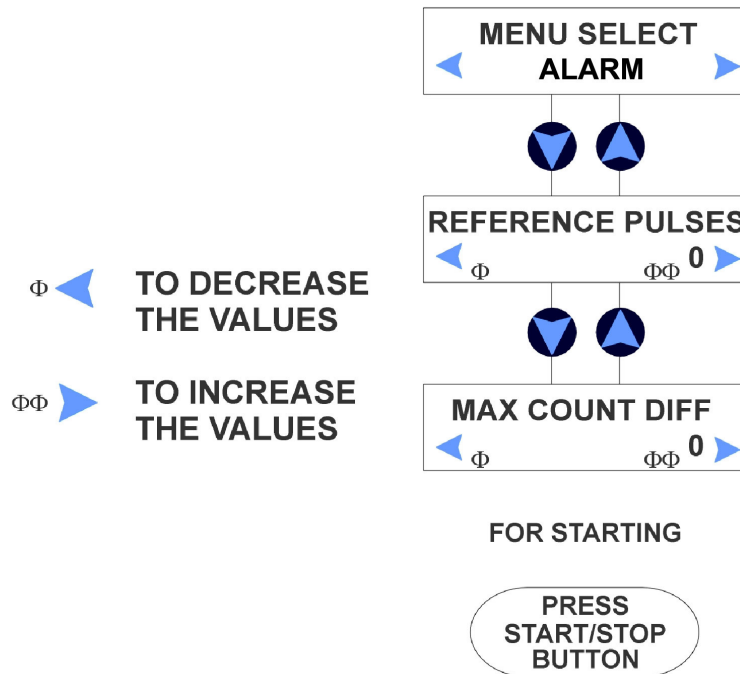 MENU SELECT
ALARM
REFERENCE PULSES
Φ ΦΦ 0
Φ TO DECREASE
THE VALUES
ΦΦ TO INCREASE
THE VALUES
MAX COUNT DIFF
Φ ΦΦ 0
FOR STARTING
PRESS
START/STOP
BUTTON